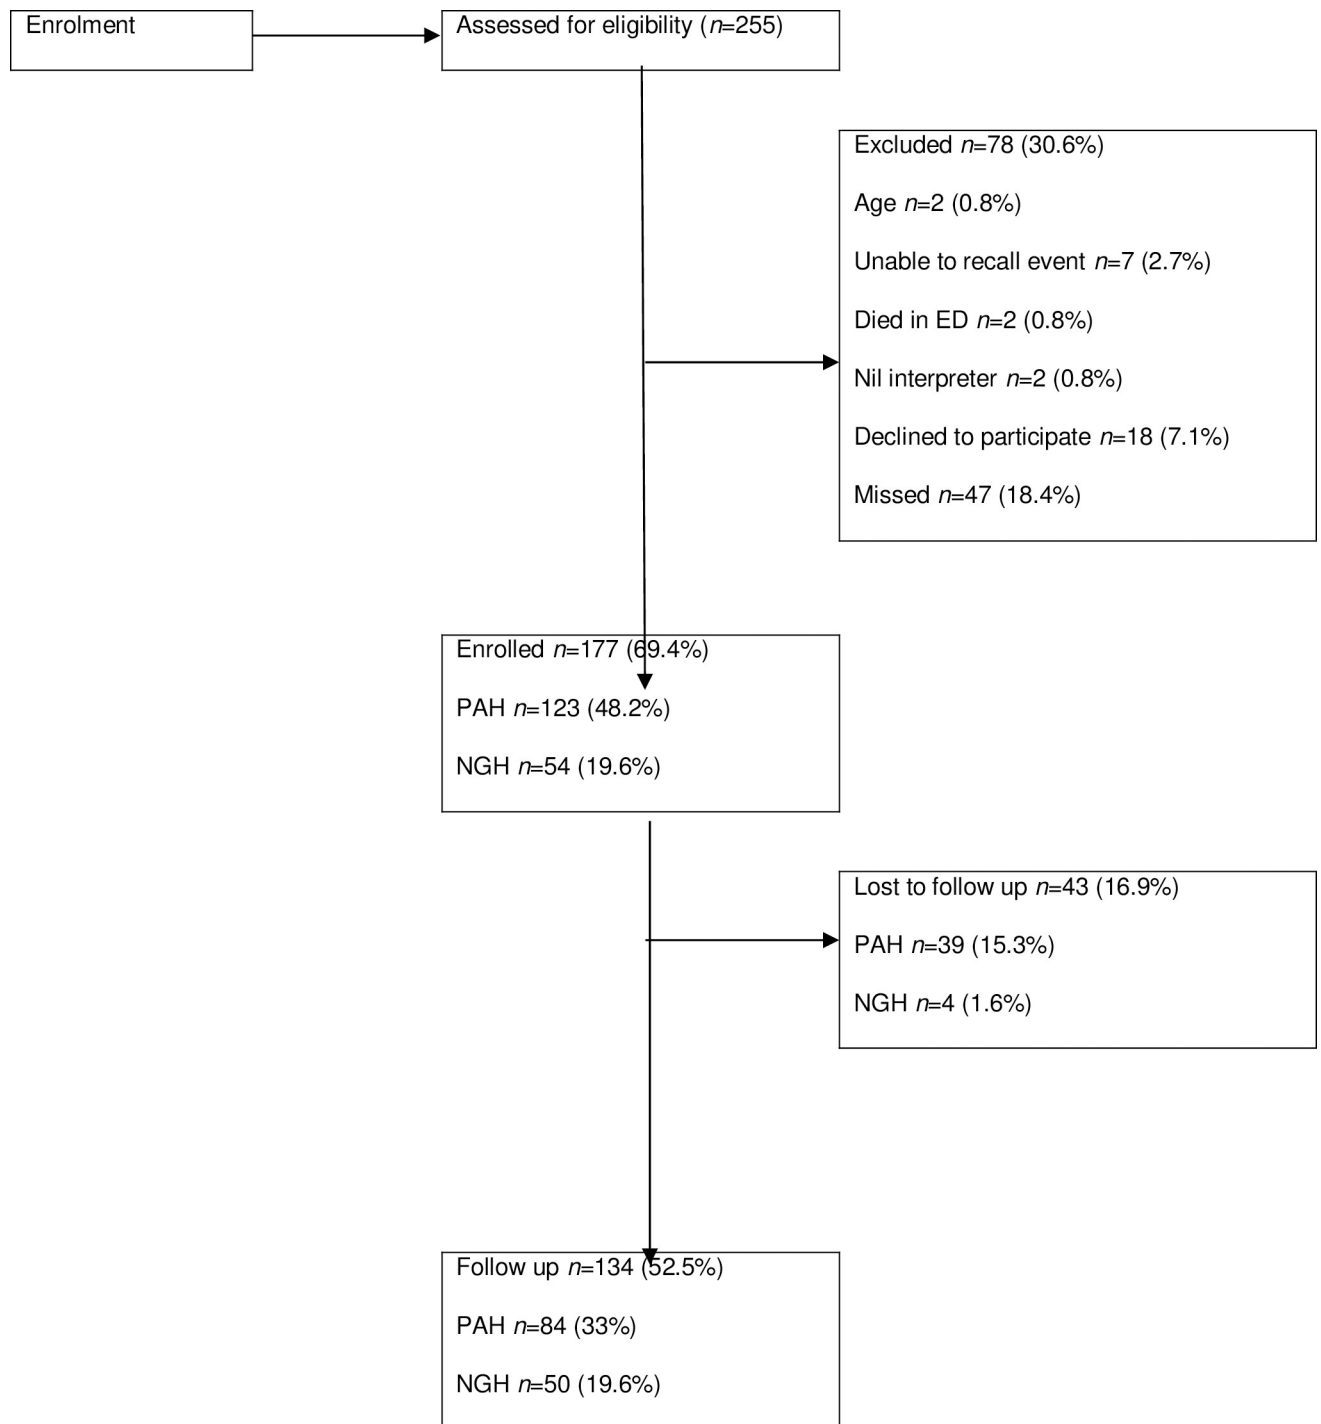 Enrolment
Assessed for eligibility (n=255)
Excluded n=78 (30.6%)
Age n=2 (0.8%)
Unable to recall event n=7 (2.7%)
Died in ED n=2 (0.8%)
Nil interpreter n=2 (0.8%)
Declined to participate n=18 (7.1%)
Missed n=47 (18.4%)
Enrolled n=177 (69.4%)
PAH n=123 (48.2%)
NGH n=54 (19.6%)
Lost to follow up n=43 (16.9%)
PAH n=39 (15.3%)
NGH n=4 (1.6%)
Follow up n=134 (52.5%)
PAH n=84 (33%)
NGH n=50 (19.6%)